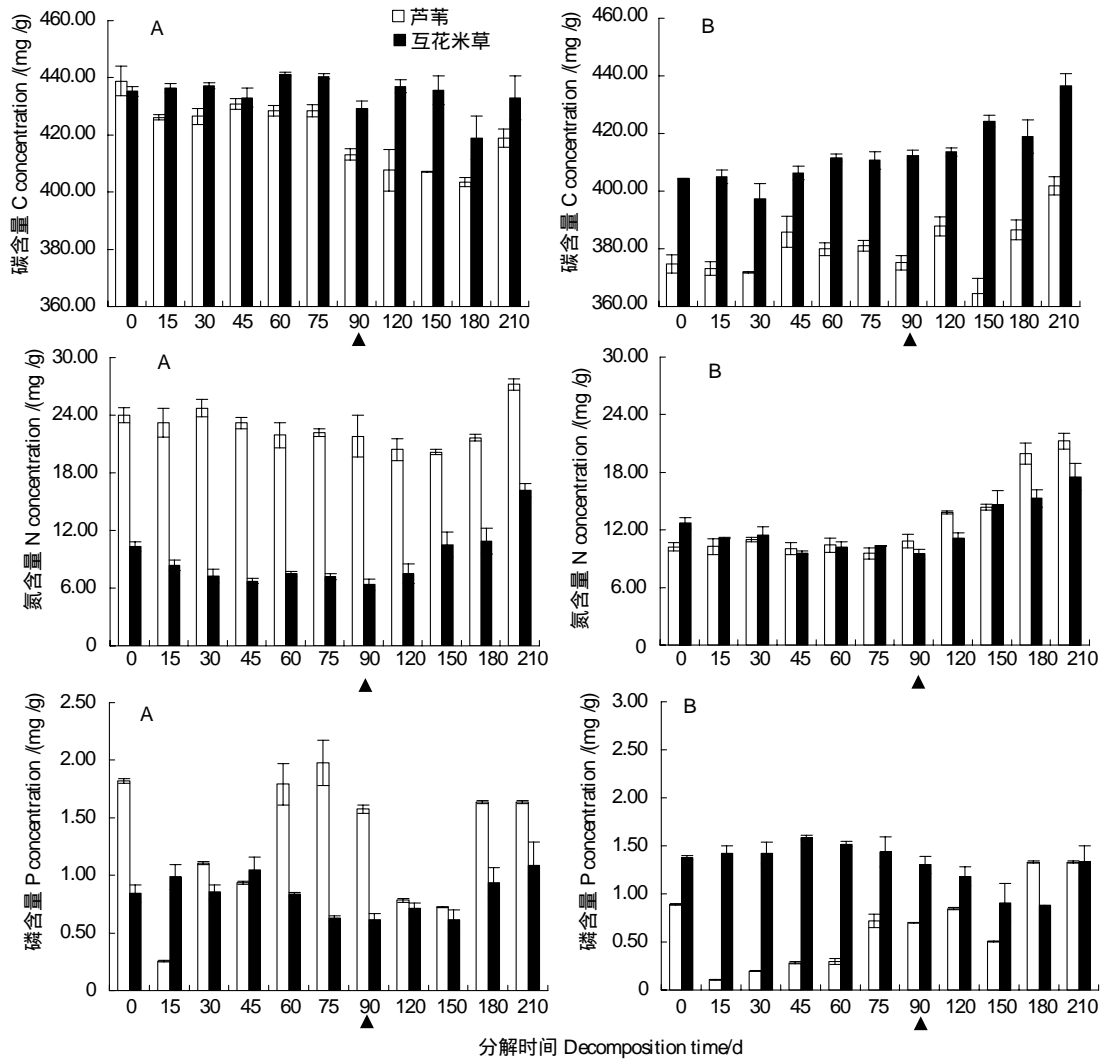 A
芦苇
互花米草
碳含量 C concentration /(mg /g)
460.00
440.00
420.00
400.00
380.00
360.00
0 15 30 45 60 75 90 120 150 180 210
▲
B
碳含量 C concentration /(mg /g)
460.00
440.00
420.00
400.00
380.00
360.00
0 15 30 45 60 75 90 120 150 180 210
▲
A
氮含量 N concentration /(mg /g)
30.00
24.00
18.00
12.00
6.00
0
0 15 30 45 60 75 90 120 150 180 210
▲
B
氮含量 N concentration /(mg /g)
30.00
24.00
18.00
12.00
6.00
0
0 15 30 45 60 75 90 120 150 180 210
▲
A
磷含量 P concentration /(mg /g)
2.50
2.00
1.50
1.00
0.50
0
0 15 30 45 60 75 90 120 150 180 210
▲
B
磷含量 P concentration /(mg /g)
3.00
2.50
2.00
1.50
1.00
0.50
0
0 15 30 45 60 75 90 120 150 180 210
▲
分解时间 Decomposition time/d